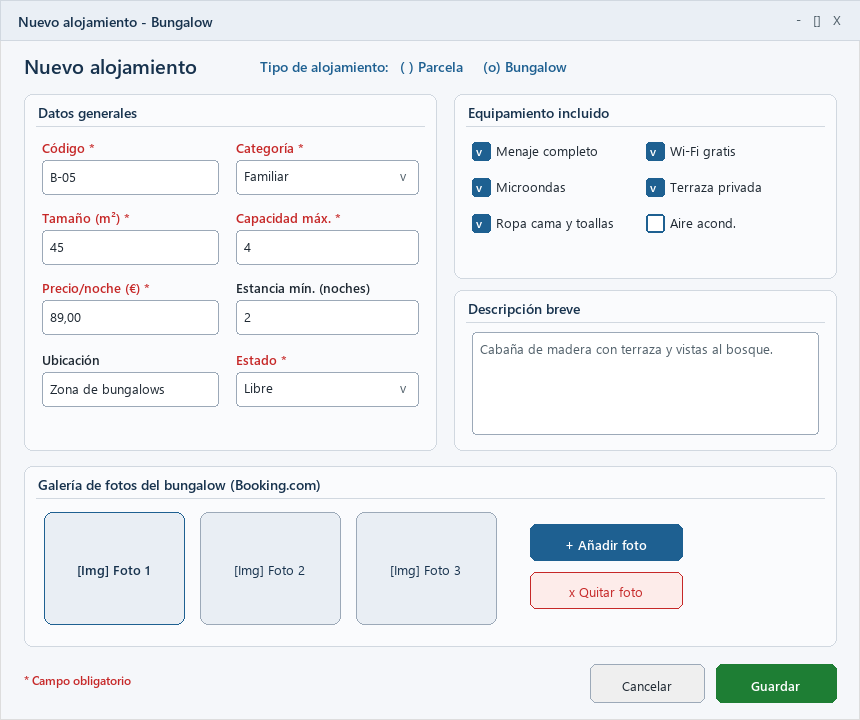 Nuevo alojamiento - Bungalow
- [] X
Nuevo alojamiento
Tipo de alojamiento: ( ) Parcela (o) Bungalow
Datos generales
Código * Categoría *
B-05 Familiar v
Tamaño (m²) * Capacidad máx. *
45 4
Precio/noche (€) * Estancia mín. (noches)
89,00 2
Ubicación Estado *
Zona de bungalows Libre v
Equipamiento incluido
v Menaje completo v Wi-Fi gratis
v Microondas v Terraza privada
v Ropa cama y toallas Aire acond.
Descripción breve
Cabaña de madera con terraza y vistas al bosque.
Galería de fotos del bungalow (Booking.com)
[Img] Foto 1 [Img] Foto 2 [Img] Foto 3
+ Añadir foto
x Quitar foto
* Campo obligatorio
Cancelar Guardar